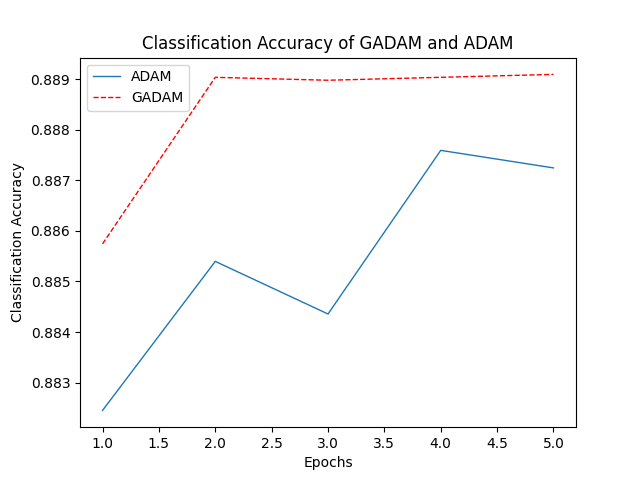 Classification Accuracy of GADAM and ADAM
ADAM
GADAM
Classification Accuracy
0.889
0.888
0.887
0.886
0.885
0.884
0.883
1.0 1.5 2.0 2.5 3.0 3.5 4.0 4.5 5.0
Epochs